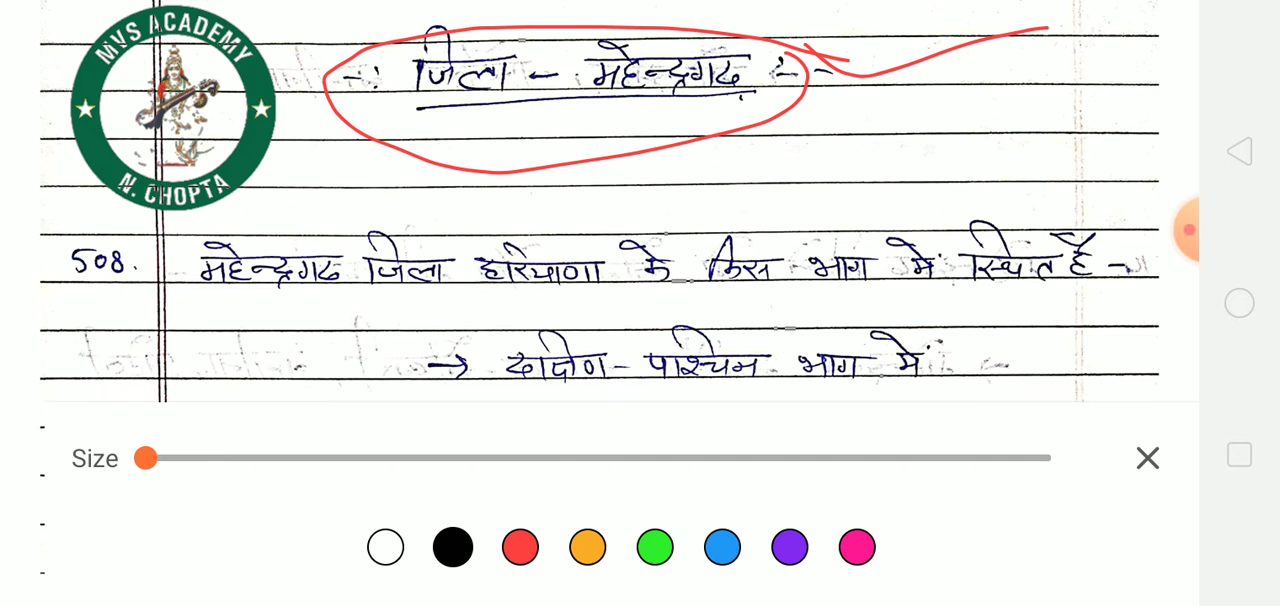 MVS ACADEMY
N. CHOPTA
-: जिला - महेन्द्रगढ :-
508. महेन्द्रगढ जिला हरियाणा के किस भाग में स्थित है -
→ दक्षिण - पश्चिम भाग में
Size